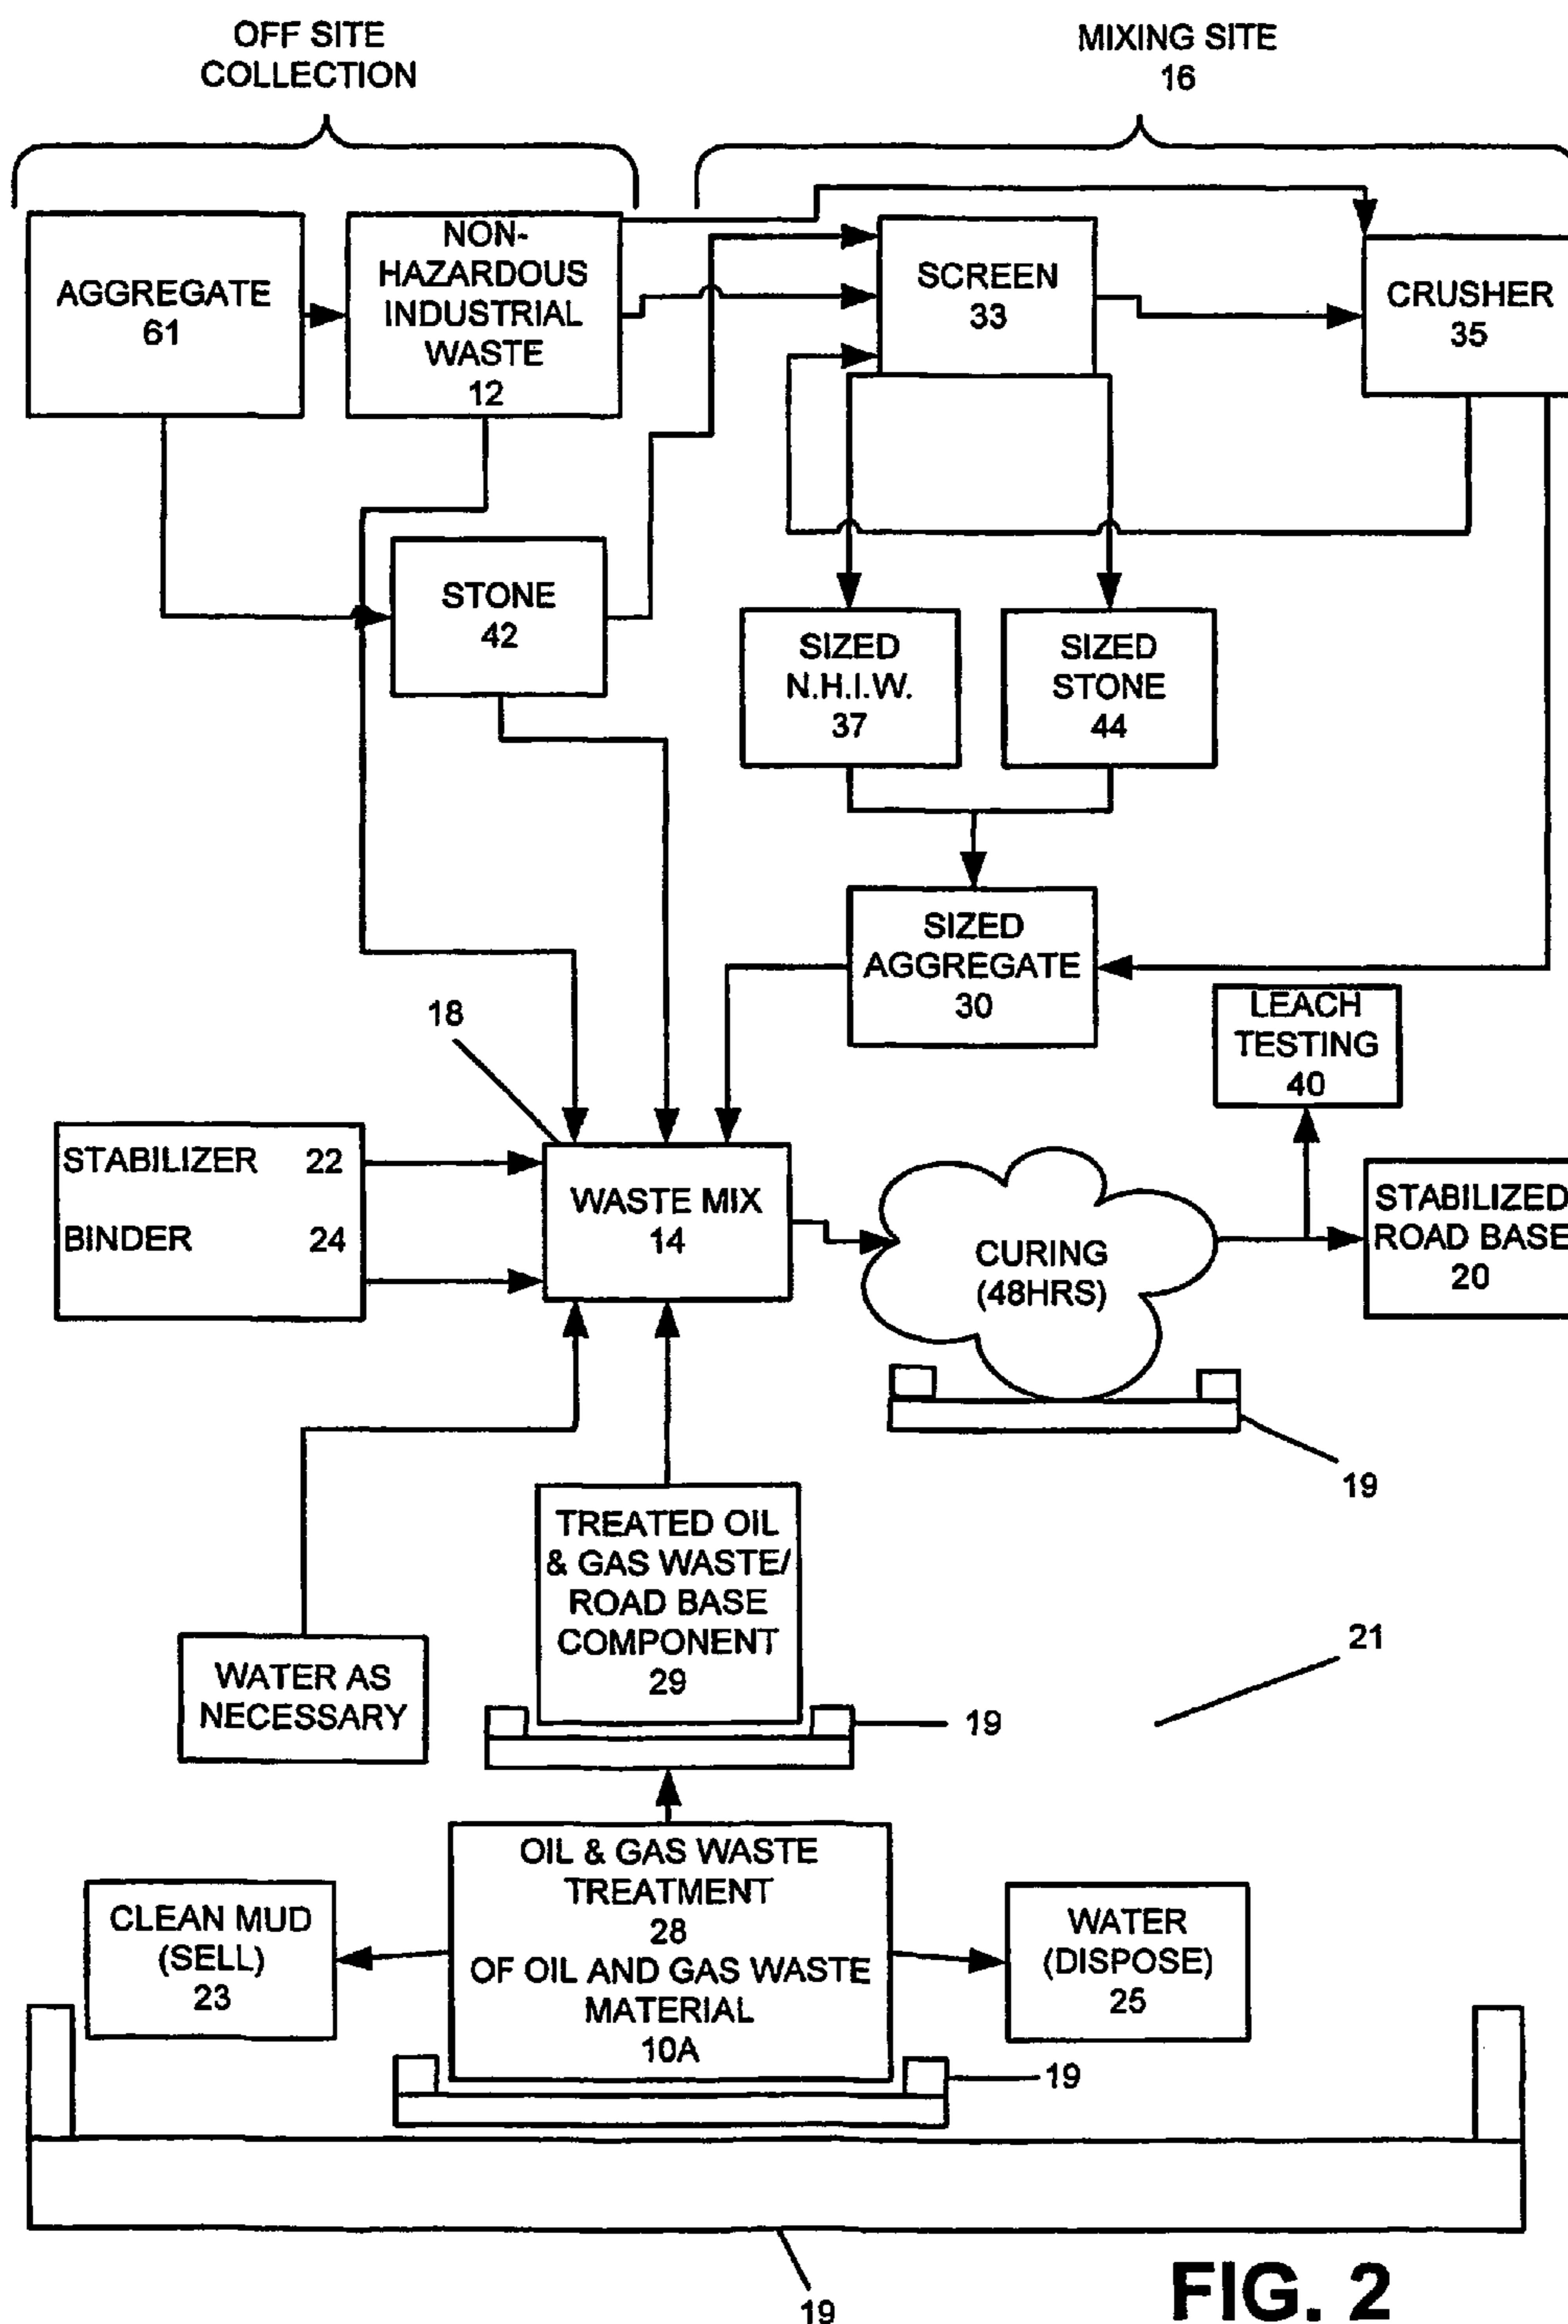 OFF SITE
COLLECTION
MIXING SITE
16
AGGREGATE
61
NON-
HAZARDOUS
INDUSTRIAL
WASTE
12
SCREEN
33
CRUSHER
35
STONE
42
SIZED
N.H.I.W.
37
SIZED
STONE
44
SIZED
AGGREGATE
30
LEACH
TESTING
40
18
STABILIZER 22
BINDER 24
WASTE MIX
14
CURING
(48HRS)
STABILIZED
ROAD BASE
20
19
TREATED OIL
& GAS WASTE/
ROAD BASE
COMPONENT
29
WATER AS
NECESSARY
19
21
OIL & GAS WASTE
TREATMENT
28
OF OIL AND GAS WASTE
MATERIAL
10A
CLEAN MUD
(SELL)
23
WATER
(DISPOSE)
25
19
19
FIG. 2